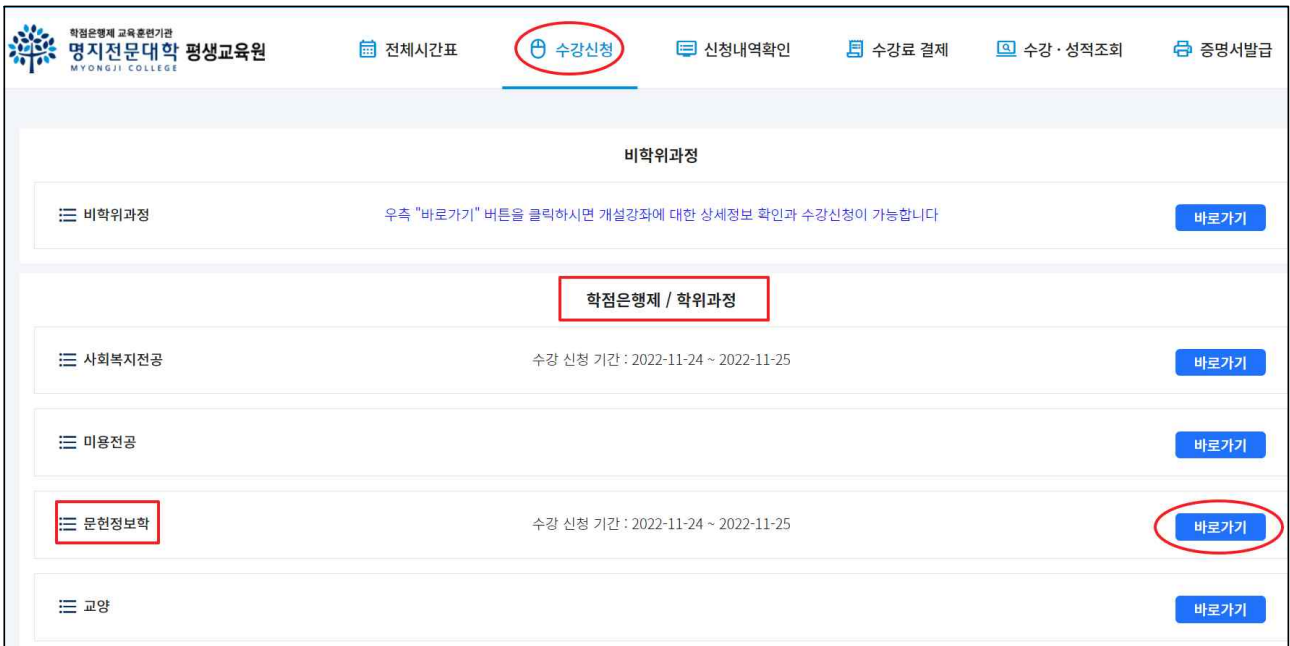 학점은행제 교육훈련기관
명지전문대학 평생교육원
MYONGJI COLLEGE
전체시간표
수강신청
신청내역확인
수강료 결제
수강 · 성적조회
증명서발급
비학위과정
비학위과정
우측 "바로가기" 버튼을 클릭하시면 개설강좌에 대한 상세정보 확인과 수강신청이 가능합니다
바로가기
학점은행제 / 학위과정
사회복지전공
수강 신청 기간 : 2022-11-24 ~ 2022-11-25
바로가기
미용전공
바로가기
문헌정보학
수강 신청 기간 : 2022-11-24 ~ 2022-11-25
바로가기
교양
바로가기